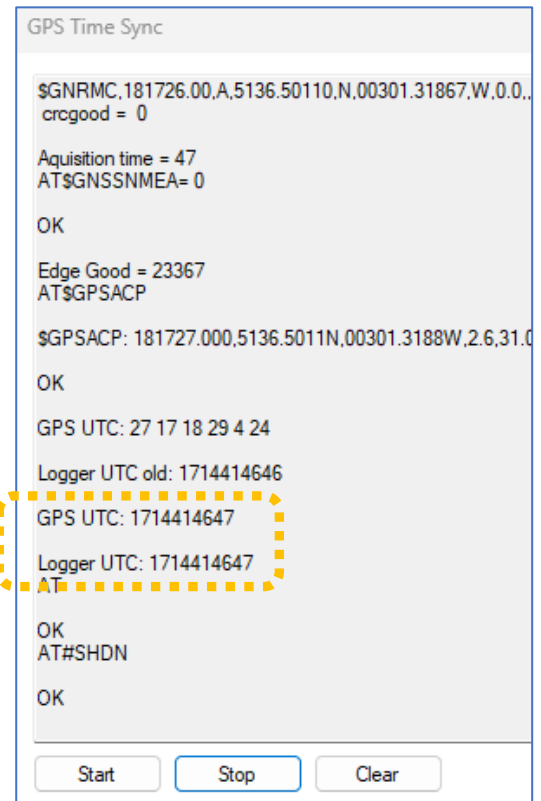 GPS Time Sync
$GNRMC,181726.00,A,5136.50110,N,00301.31867,W,0.0,,
crcgood = 0
Aquisition time = 47
AT$GNSSNMEA= 0
OK
Edge Good = 23367
AT$GPSACP
$GPSACP: 181727.000,5136.5011N,00301.3188W,2.6,31.0
OK
GPS UTC: 27 17 18 29 4 24
Logger UTC old: 1714414646
GPS UTC: 1714414647
Logger UTC: 1714414647
AT
OK
AT#SHDN
OK
Start Stop Clear